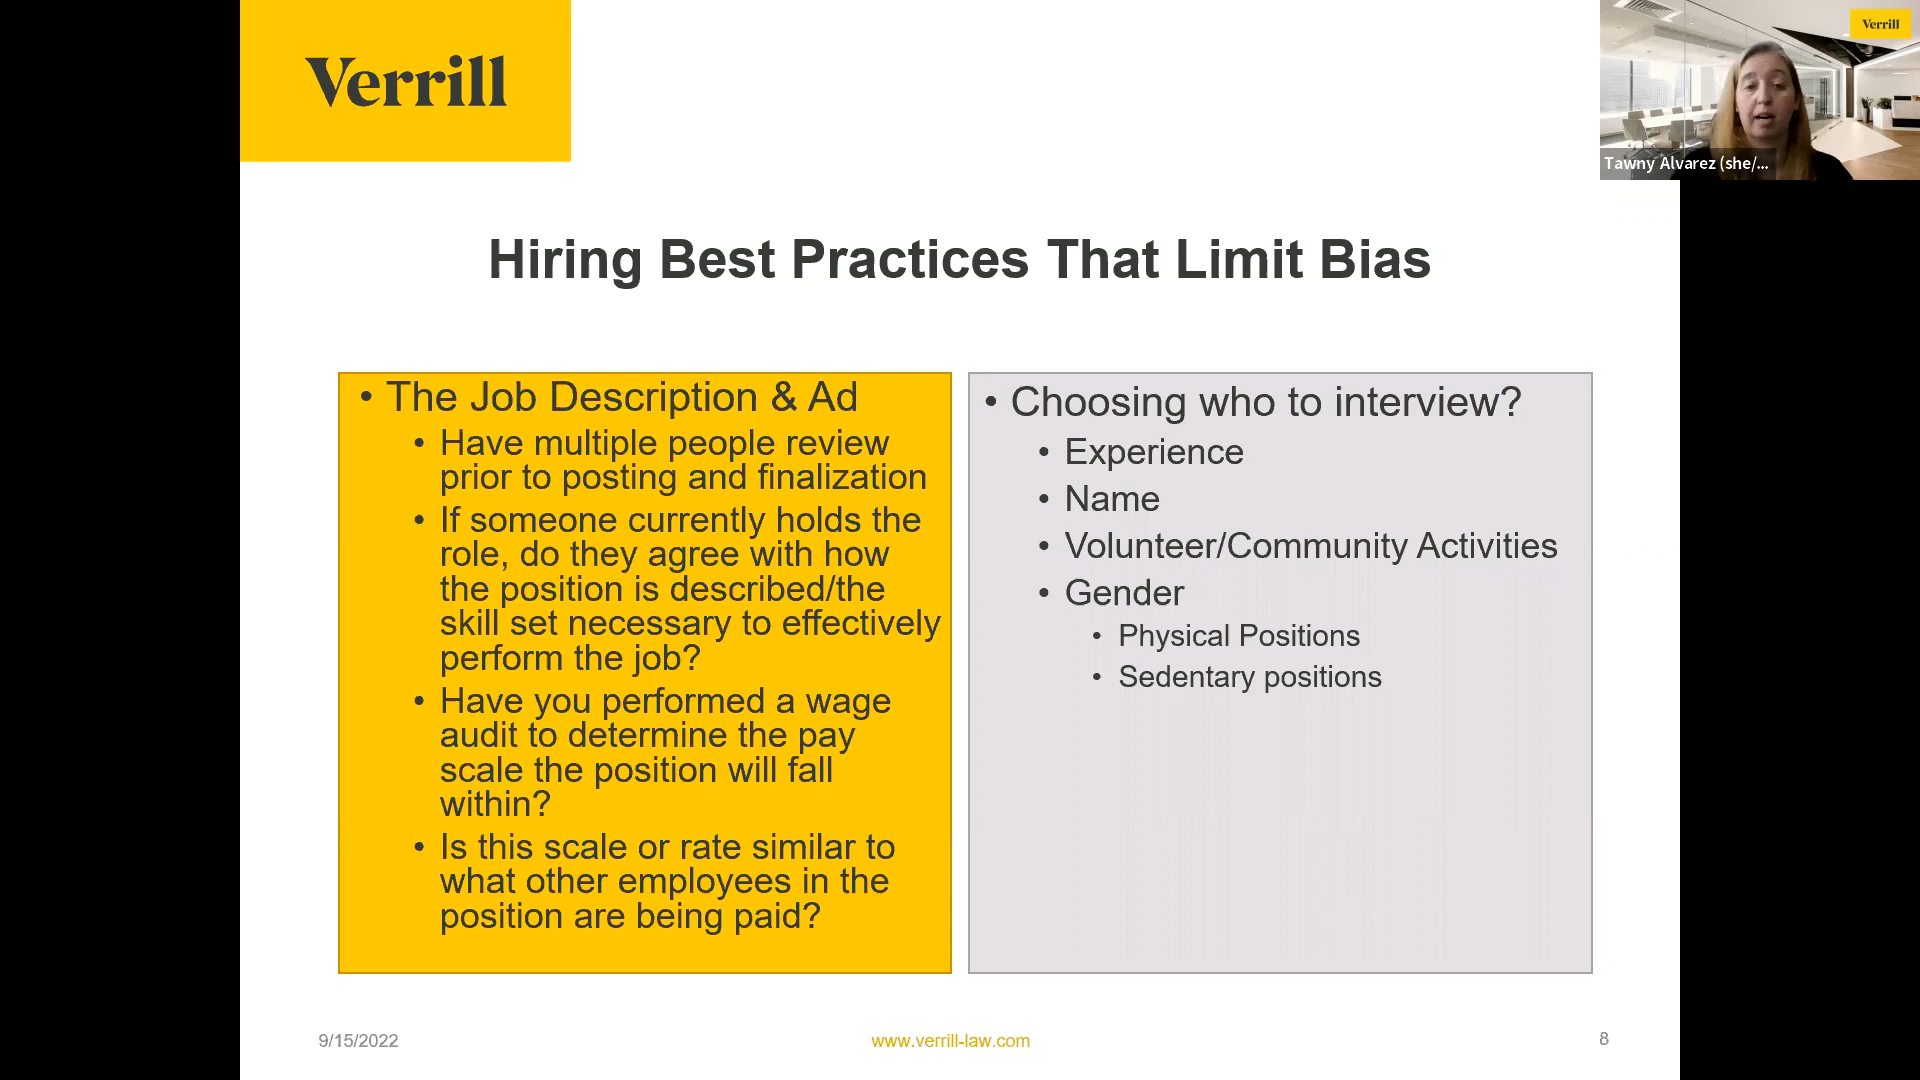 Verrill
Verrill
Tawny Alvarez (she/...
Hiring Best Practices That Limit Bias
• The Job Description & Ad
• Have multiple people review
prior to posting and finalization
• If someone currently holds the
role, do they agree with how
the position is described/the
skill set necessary to effectively
perform the job?
• Have you performed a wage
audit to determine the pay
scale the position will fall
within?
• Is this scale or rate similar to
what other employees in the
position are being paid?
• Choosing who to interview?
• Experience
• Name
• Volunteer/Community Activities
• Gender
• Physical Positions
• Sedentary positions
9/15/2022
www.verrill-law.com
8